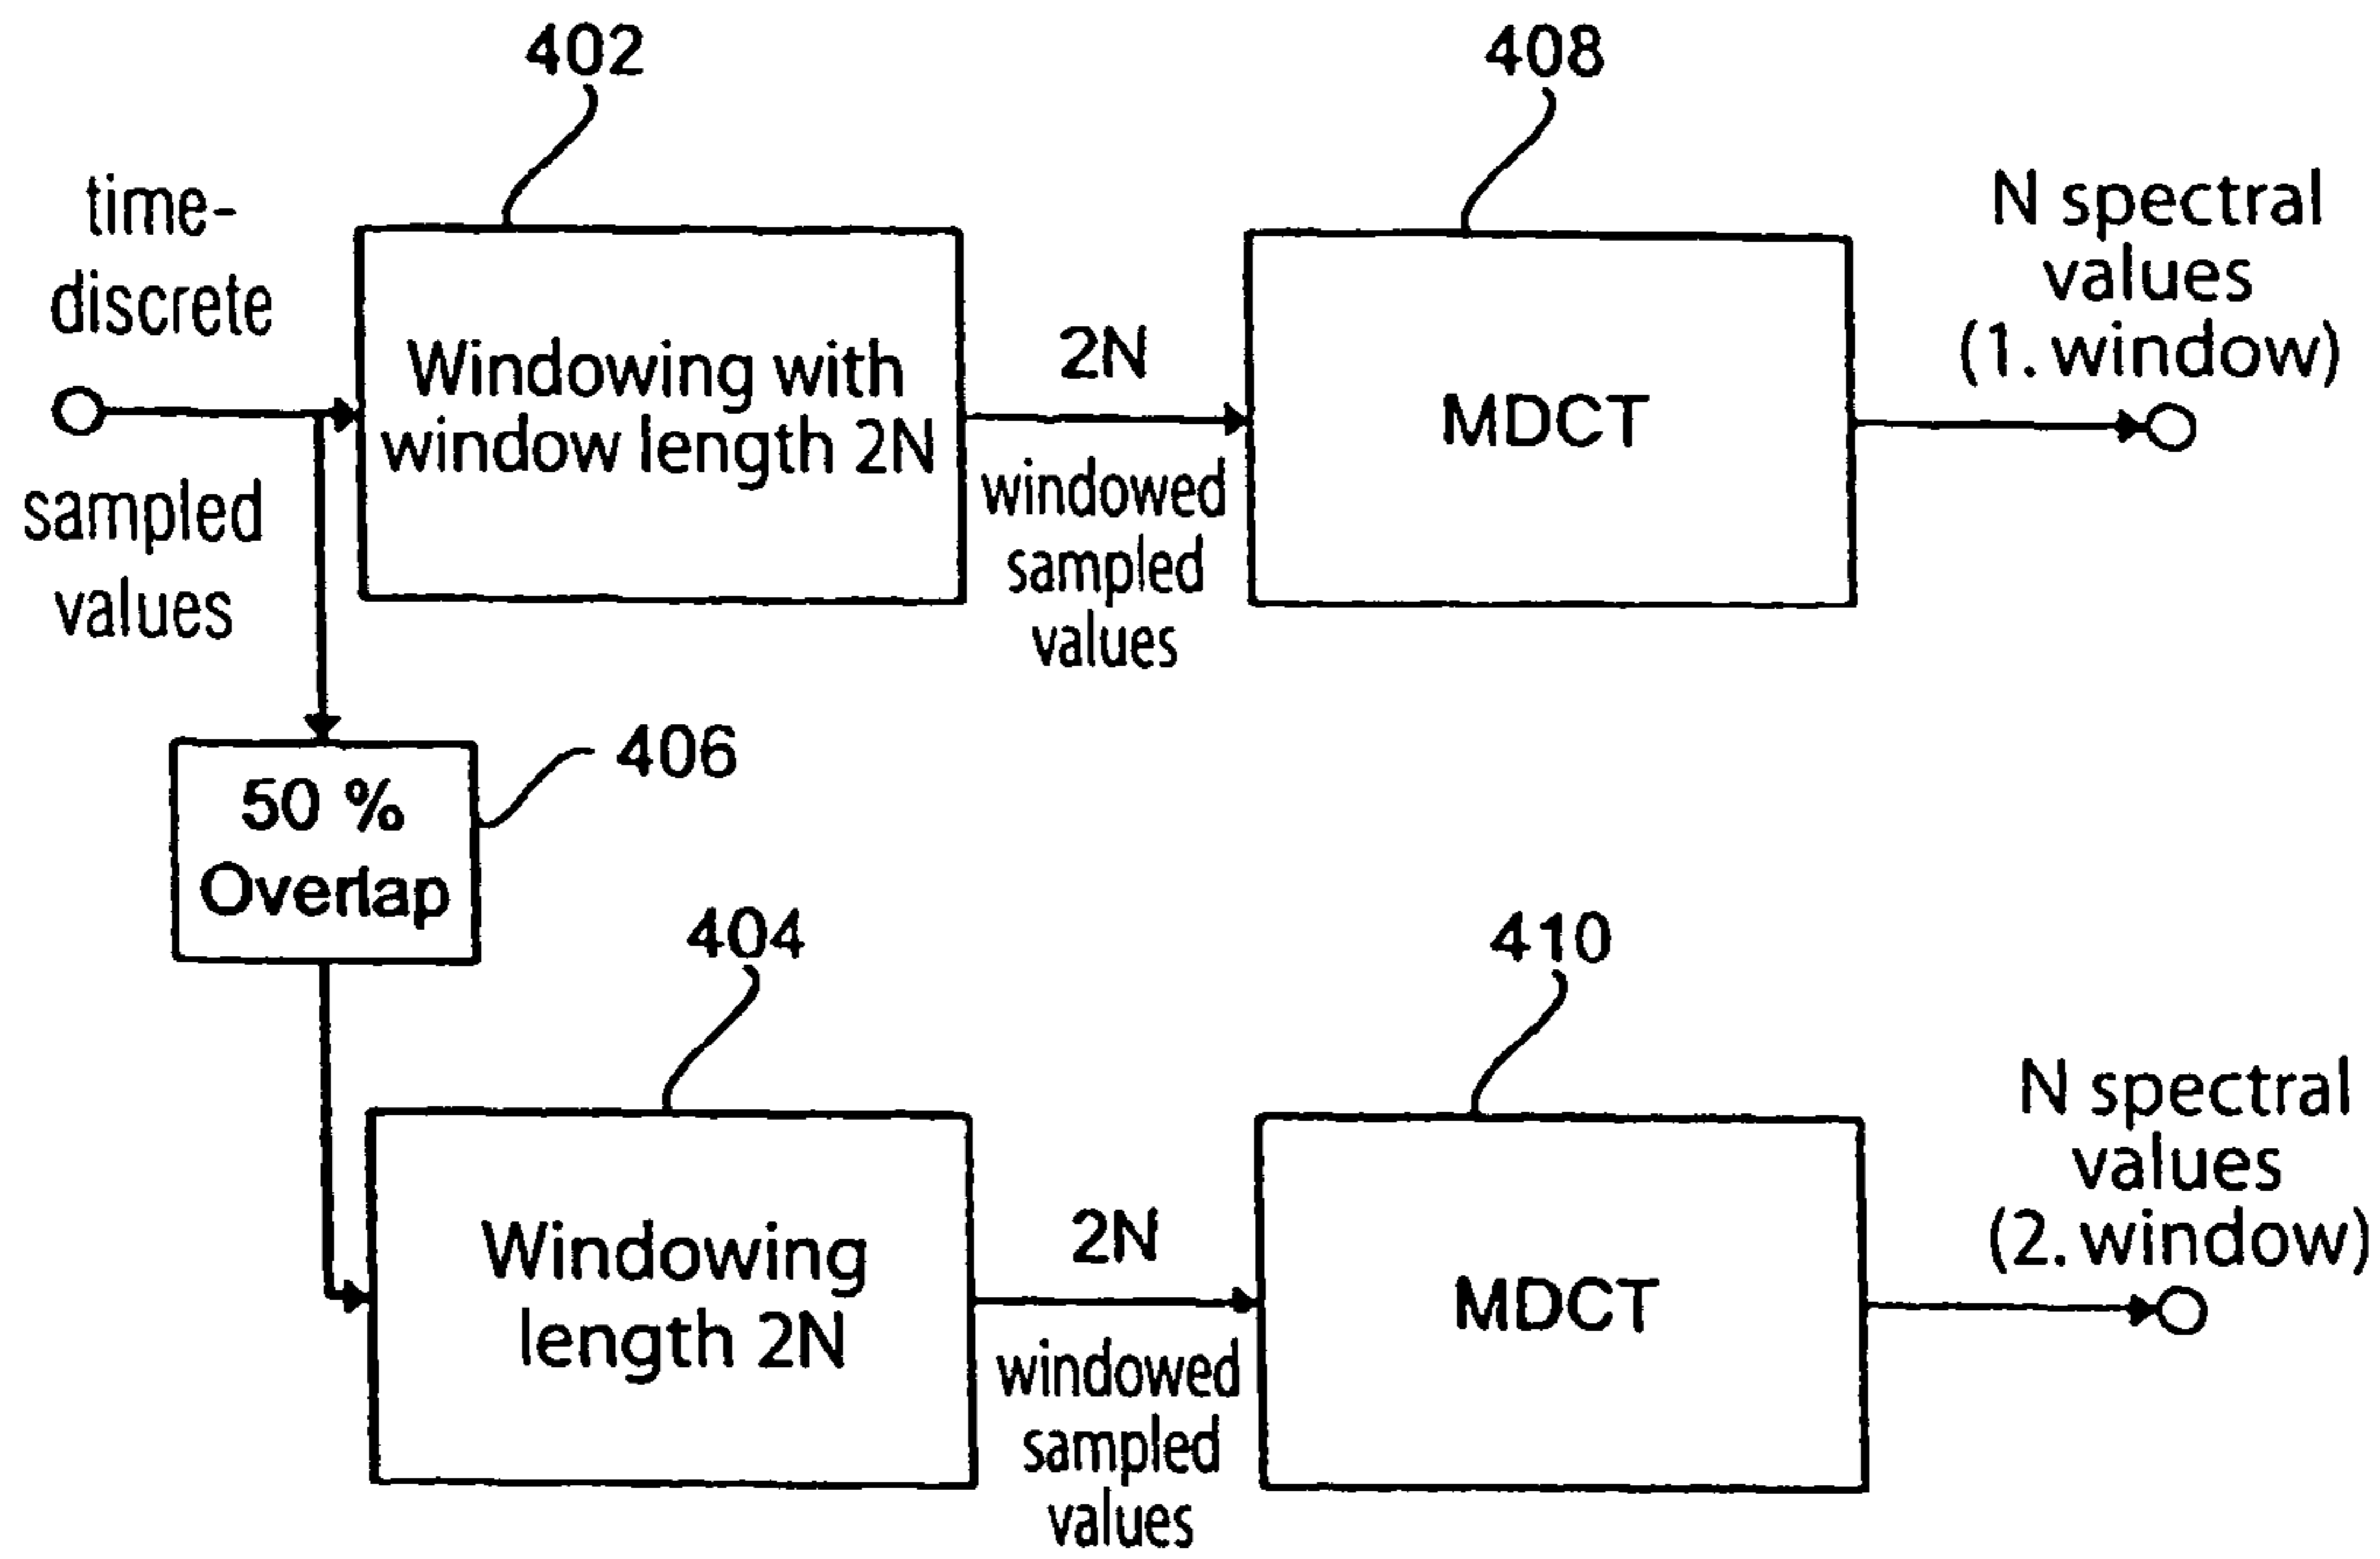 402
408
time-
discrete
sampled
values
Windowing with
window length 2N
2N
windowed
sampled
values
MDCT
N spectral
values
(1. window)
50 %
Overlap
406
404
410
Windowing
length 2N
2N
windowed
sampled
values
MDCT
N spectral
values
(2. window)